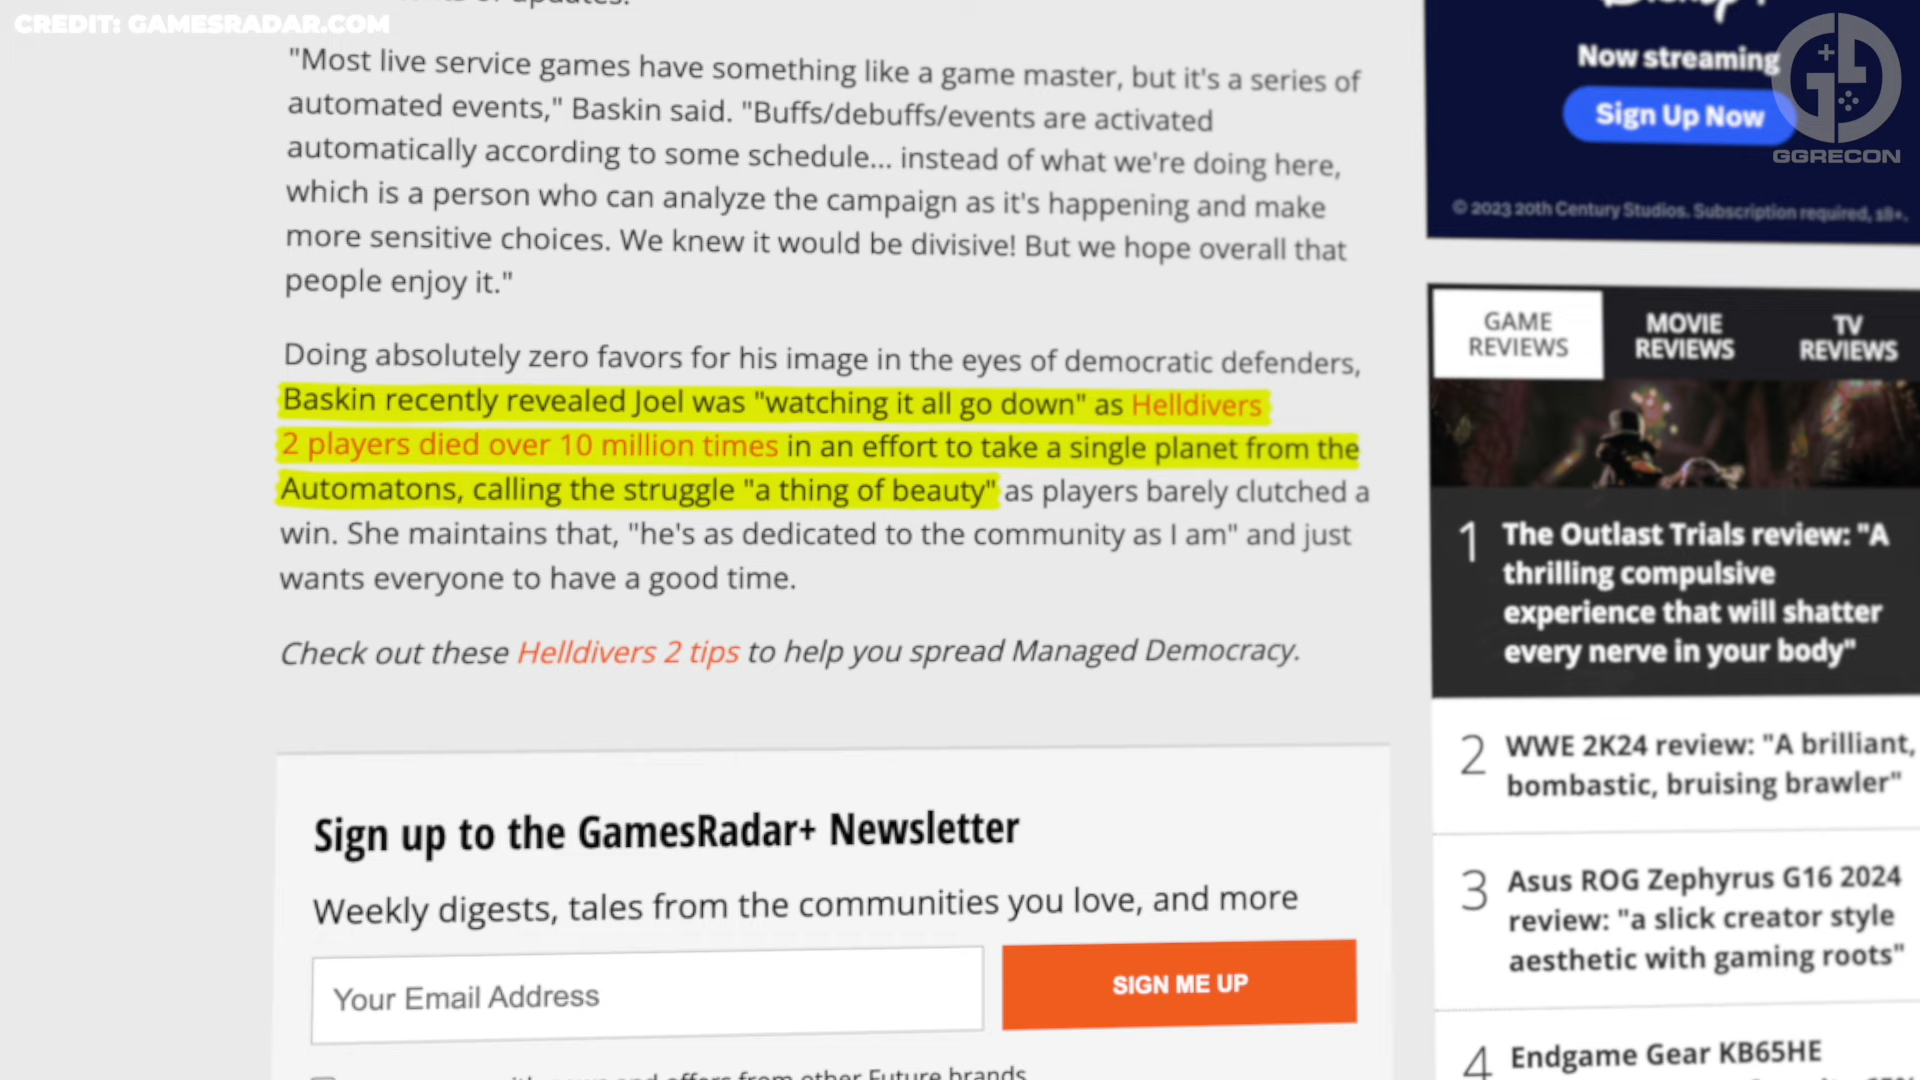 CREDIT: GAMESRADAR.COM
updates.
"Most live service games have something like a game master, but it's a series of
automated events," Baskin said. "Buffs/debuffs/events are activated
automatically according to some schedule... instead of what we're doing here,
which is a person who can analyze the campaign as it's happening and make
more sensitive choices. We knew it would be divisive! But we hope overall that
people enjoy it."
Doing absolutely zero favors for his image in the eyes of democratic defenders,
Baskin recently revealed Joel was "watching it all go down" as Helldivers
2 players died over 10 million times in an effort to take a single planet from the
Automatons, calling the struggle "a thing of beauty" as players barely clutched a
win. She maintains that, "he's as dedicated to the community as I am" and just
wants everyone to have a good time.
Check out these Helldivers 2 tips to help you spread Managed Democracy.
Sign up to the GamesRadar+ Newsletter
Weekly digests, tales from the communities you love, and more
Your Email Address
SIGN ME UP
news and offers from other Future brands
Now streaming
Sign Up Now
GGRECON
© 2023 20th Century Studios. Subscription required, 18+.
GAME
REVIEWS
MOVIE
REVIEWS
TV
REVIEWS
1 The Outlast Trials review: "A
thrilling compulsive
experience that will shatter
every nerve in your body"
2 WWE 2K24 review: "A brilliant,
bombastic, bruising brawler"
3 Asus ROG Zephyrus G16 2024
review: "a slick creator style
aesthetic with gaming roots"
4 Endgame Gear KB65HE